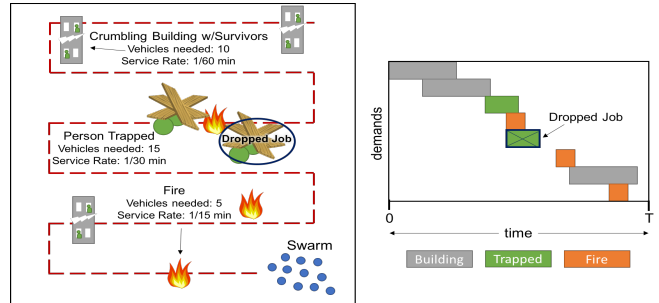 Crumbling Building w/Survivors
Vehicles needed: 10
Service Rate: 1/60 min
Dropped Job
Person Trapped
Vehicles needed: 15
Service Rate: 1/30 min
Fire
Vehicles needed: 5
Service Rate: 1/15 min
Swarm
demands
Dropped Job
0
T
time
Building
Trapped
Fire